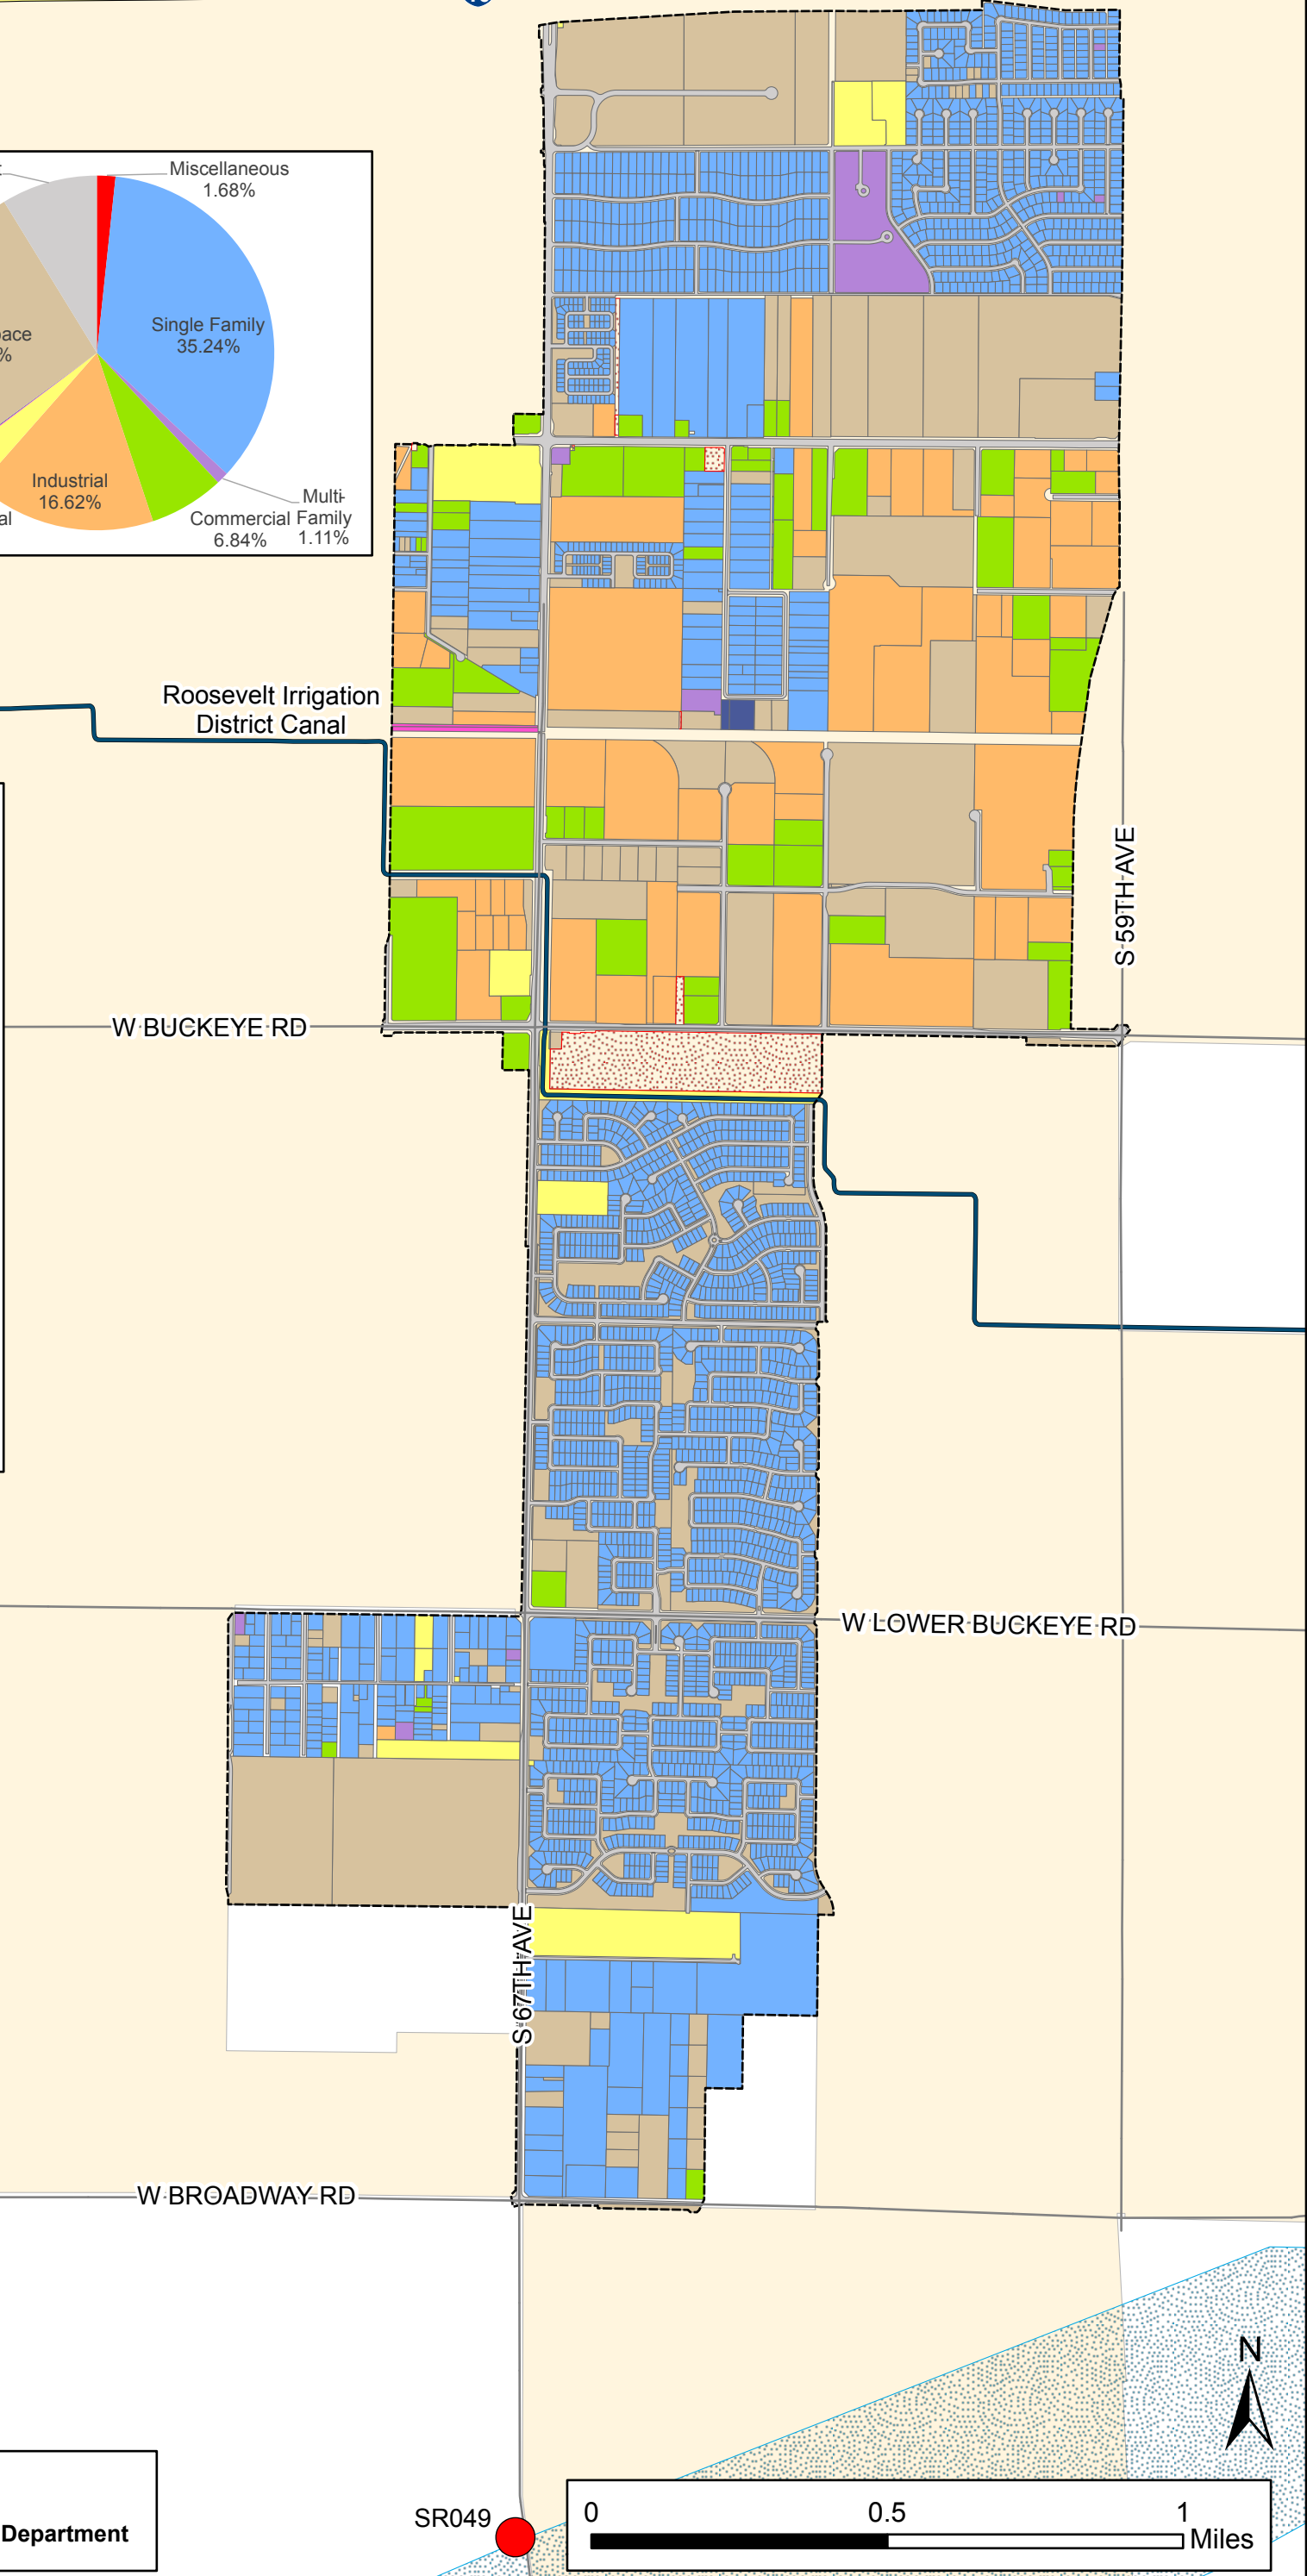 Miscellaneous
1.68%
Single Family
35.24%
Industrial
16.62%
Multi-
Commercial Family
6.84% 1.11%
Roosevelt Irrigation
District Canal
S 59TH AVE
W BUCKEYE RD
W LOWER BUCKEYE RD
S 67TH AVE
W BROADWAY RD
N
SR049
0 0.5 1
Miles
Department